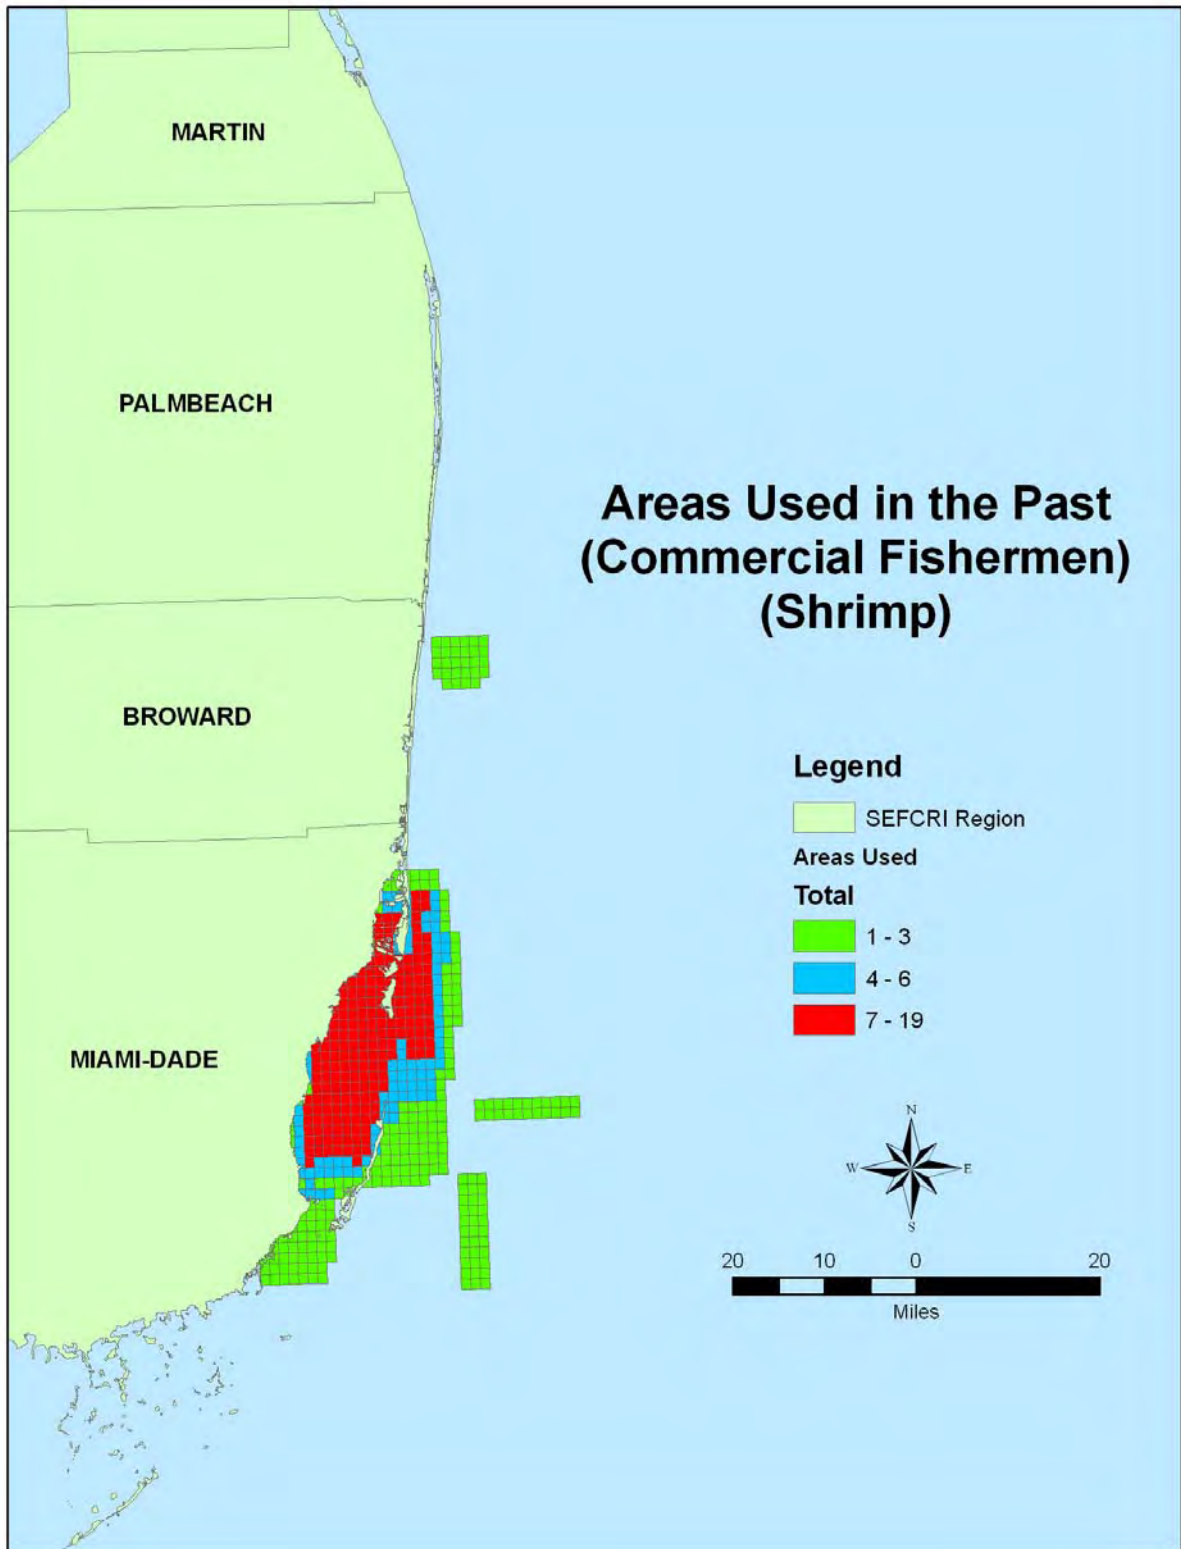 MARTIN
PALMBEACH
Areas Used in the Past
(Commercial Fishermen)
(Shrimp)
BROWARD
Legend
SEFCRI Region
Areas Used
Total
1 - 3
4 - 6
7 - 19
MIAMI-DADE
N
W E
S
20 10 0 20
Miles